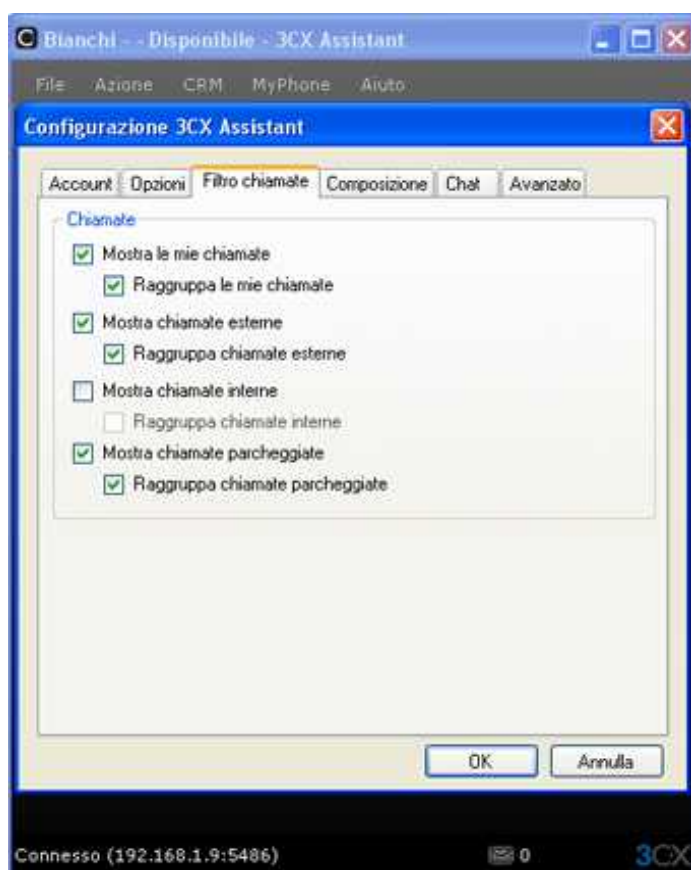 Bianchi - - Disponibile - 3CX Assistant
File Azione CRM MyPhone Aiuto
Configurazione 3CX Assistant
Account Opzioni Filtro chiamate Composizione Chat Avanzato
Chiamate
Mostra le mie chiamate
Raggruppa le mie chiamate
Mostra chiamate esterne
Raggruppa chiamate esterne
Mostra chiamate interne
Raggruppa chiamate interne
Mostra chiamate parcheggiate
Raggruppa chiamate parcheggiate
OK Annulla
Connesso (192.168.1.9:5486) 0 3CX